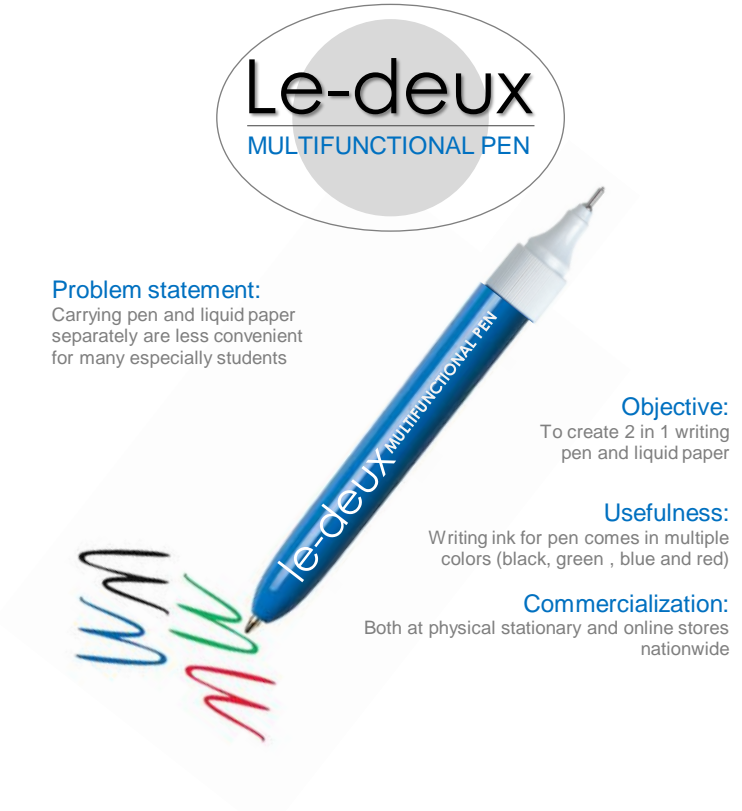 Le-deux
MULTIFUNCTIONAL PEN
Problem statement:
Carrying pen and liquid paper
separately are less convenient
for many especially students
le-deux MULTIFUNCTIONAL PEN
Objective:
To create 2 in 1 writing
pen and liquid paper
Usefulness:
Writing ink for pen comes in multiple
colors (black, green , blue and red)
Commercialization:
Both at physical stationary and online stores
nationwide